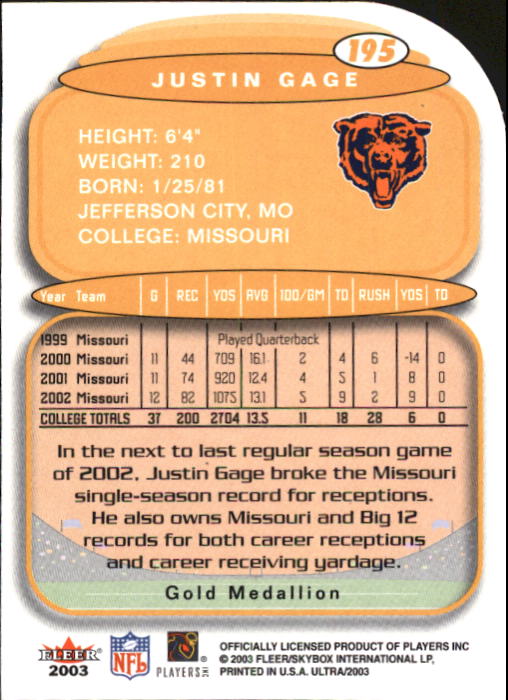 195
JUSTIN GAGE
HEIGHT: 6'4"
WEIGHT: 210
BORN: 1/25/81
JEFFERSON CITY, MO
COLLEGE: MISSOURI
Year Team G REC YDS AVG 100/GM TD RUSH YDS TD
1999 Missouri Played Quarterback
2000 Missouri 11 44 709 16.1 2 4 6 -14 0
2001 Missouri 11 74 920 12.4 4 5 1 8 0
2002 Missouri 12 82 1075 13.1 5 9 2 9 0
COLLEGE TOTALS 37 200 2704 13.5 11 18 28 6 0
In the next to last regular season game
of 2002, Justin Gage broke the Missouri
single-season record for receptions.
He also owns Missouri and Big 12
records for both career receptions
and career receiving yardage.
Gold Medallion
FLEER
2003
NFL
PLAYERS INC
OFFICIALLY LICENSED PRODUCT OF PLAYERS INC
© 2003 FLEER/SKYBOX INTERNATIONAL LP,
PRINTED IN U.S.A. ULTRA/2003